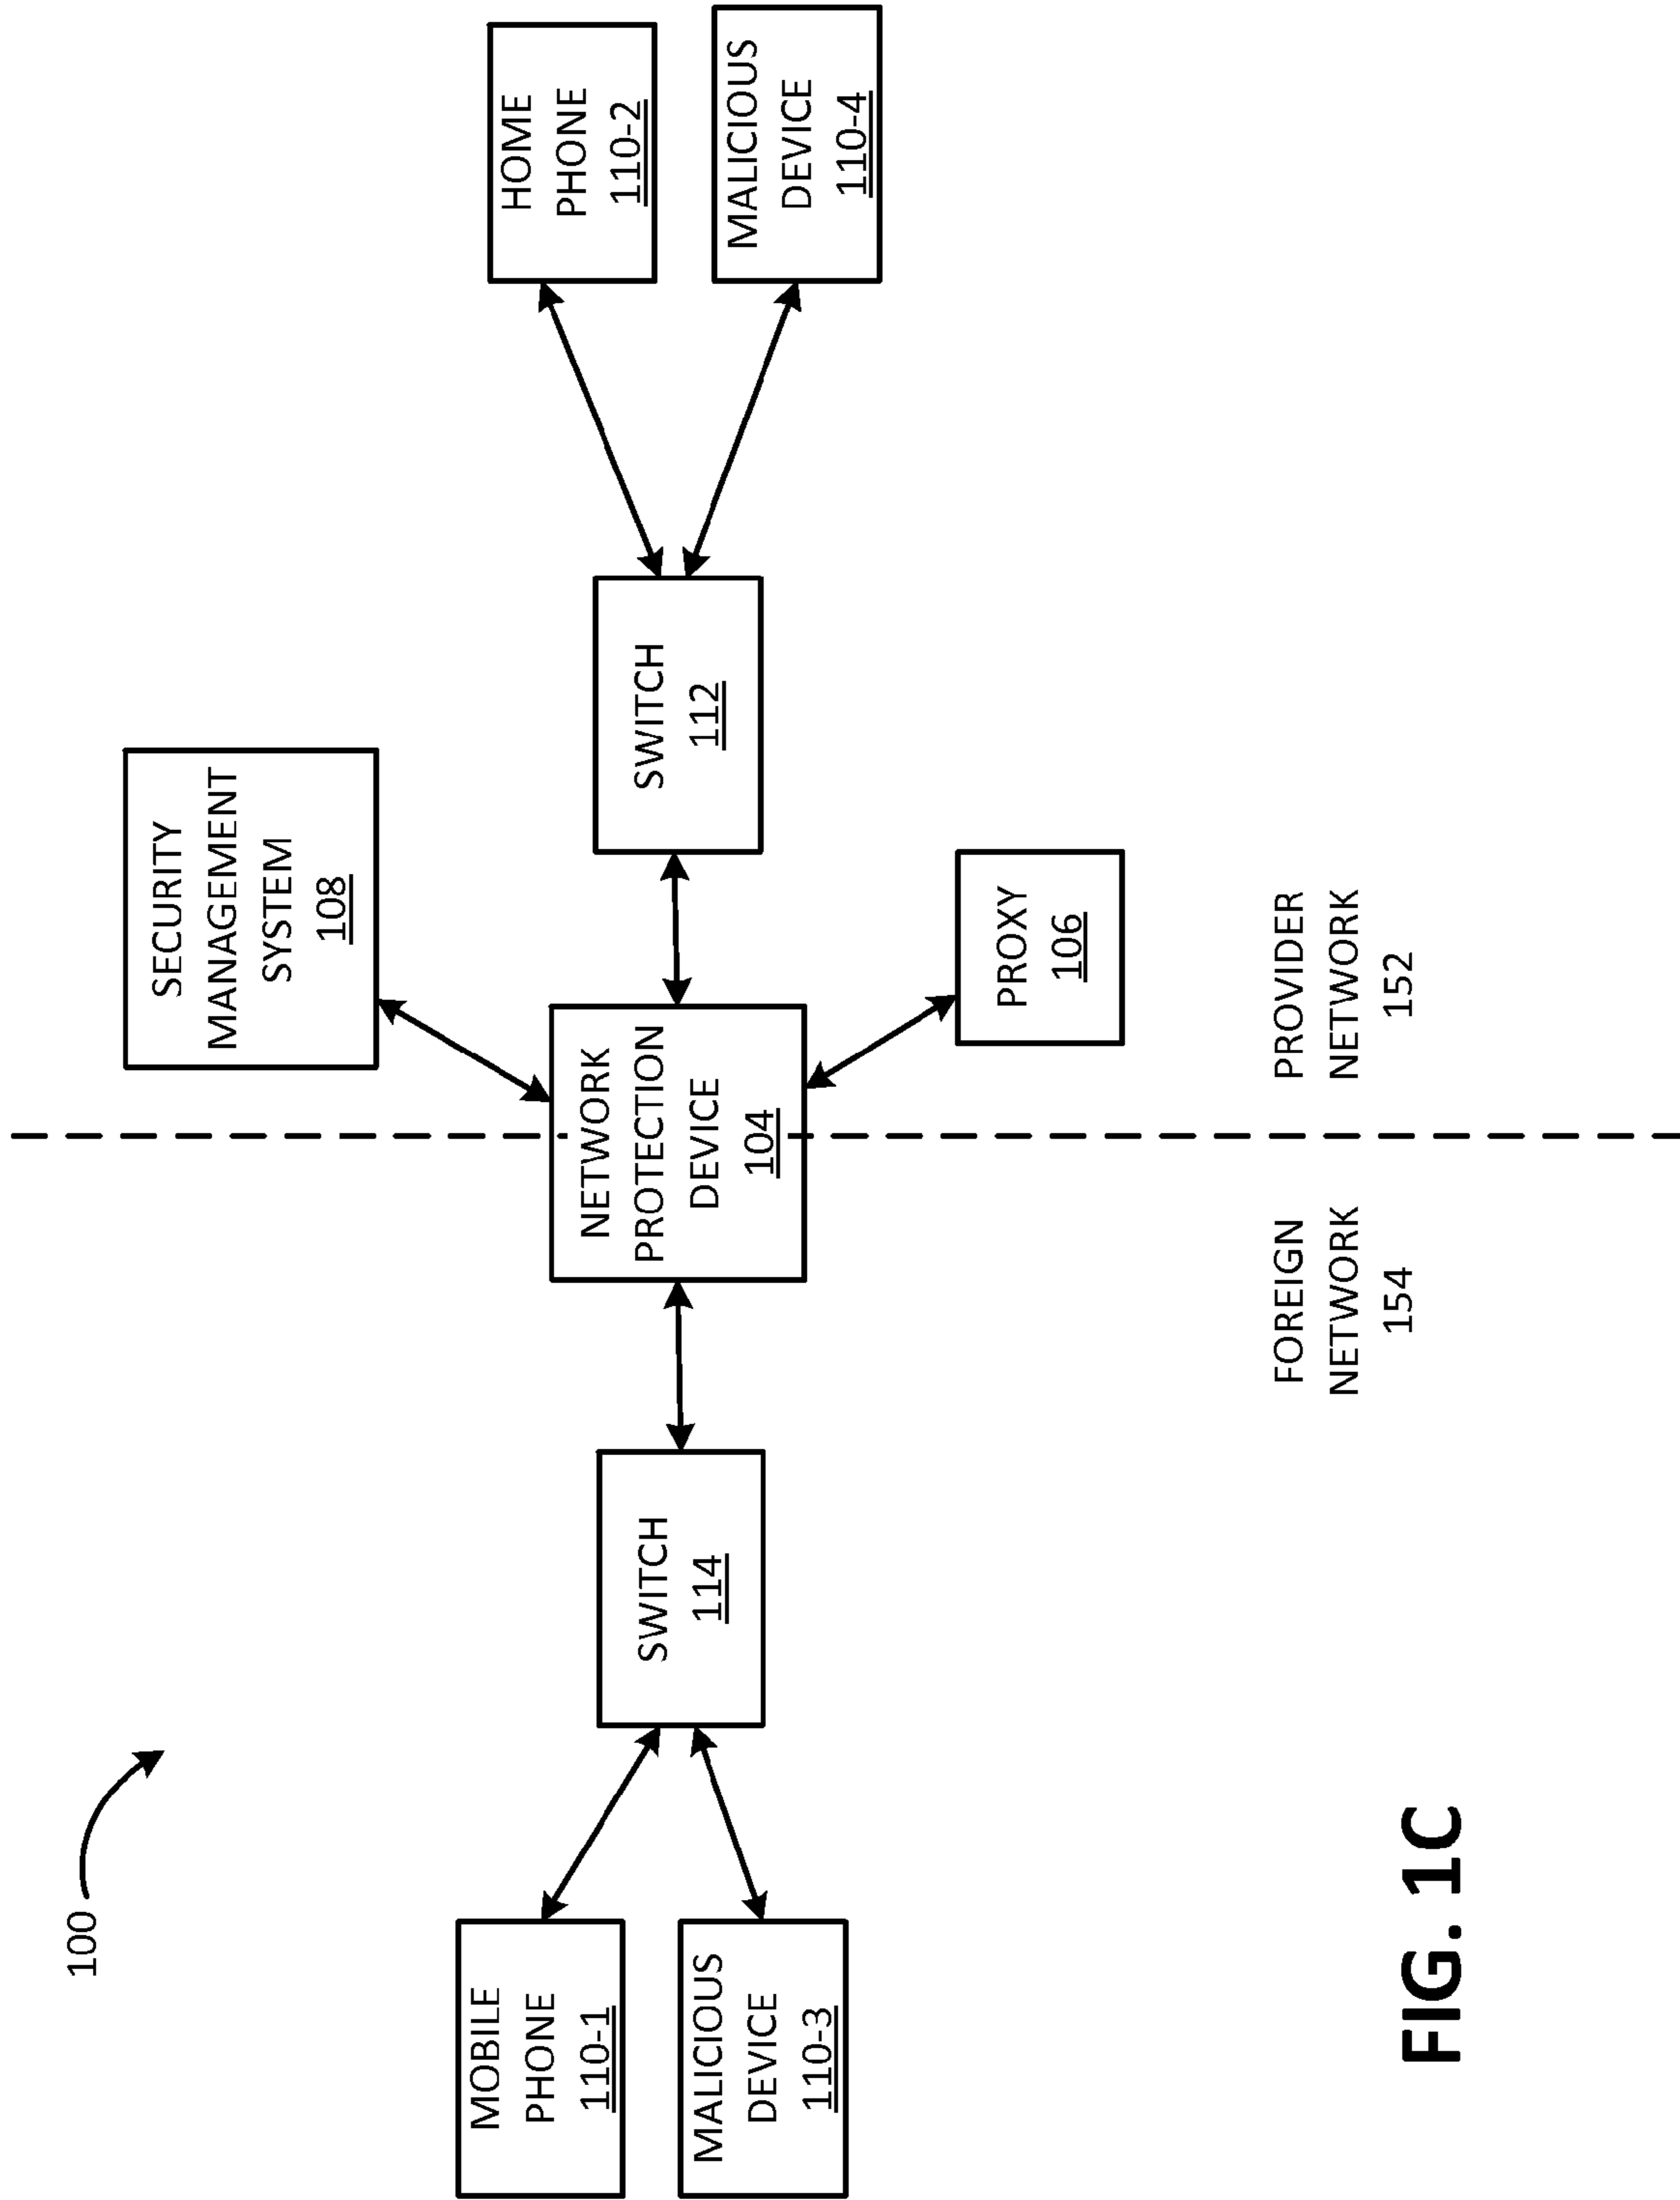 100
SECURITY
MANAGEMENT
SYSTEM
108
MOBILE
PHONE
110-1
MALICIOUS
DEVICE
110-3
SWITCH
114
NETWORK
PROTECTION
DEVICE
104
SWITCH
112
HOME
PHONE
110-2
MALICIOUS
DEVICE
110-4
PROXY
106
FOREIGN
NETWORK
154
PROVIDER
NETWORK
152
FIG. 1C